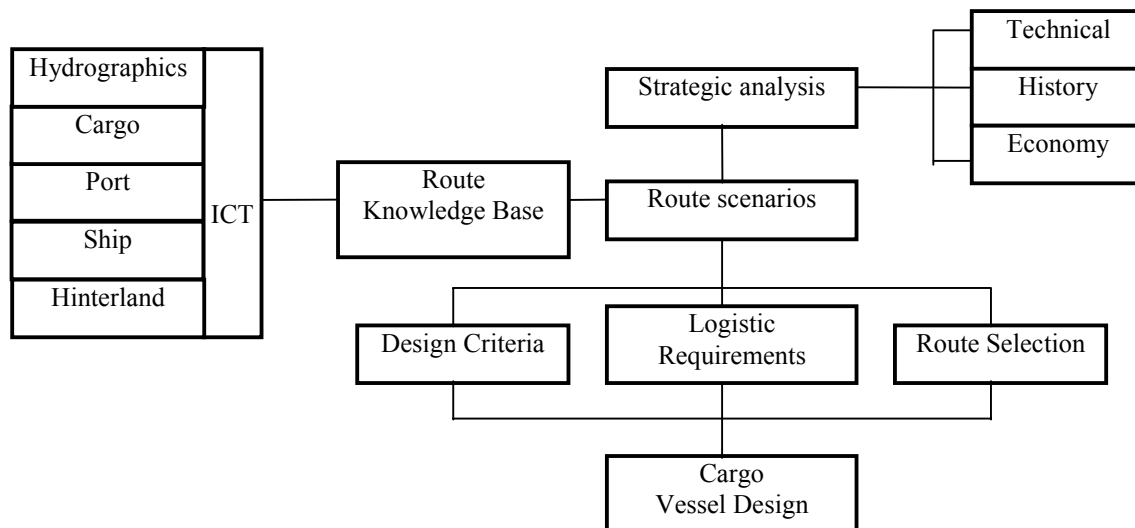 Hydrographics
Cargo
Port
Ship
Hinterland
ICT
Route
Knowledge Base
Strategic analysis
Route scenarios
Technical
History
Economy
Design Criteria
Logistic
Requirements
Route Selection
Cargo
Vessel Design